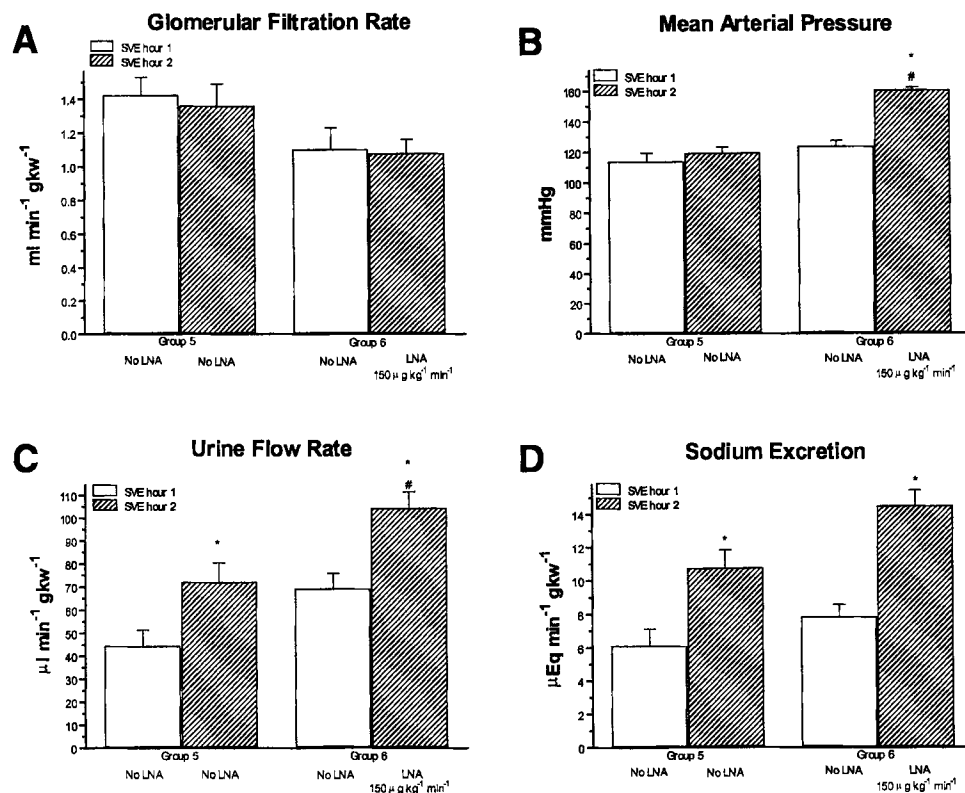 A
Glomerular Filtration Rate
SVE hour 1
SVE hour 2
ml min⁻¹ gkw⁻¹
1.4
1.2
1.0
0.8
0.6
0.4
0.2
0.0
Group 5
Group 6
No LNA
No LNA
No LNA
LNA
150 μ g kg⁻¹ min⁻¹
B
Mean Arterial Pressure
SVE hour 1
SVE hour 2
*
#
mmHg
160
140
120
100
80
60
40
20
0
Group 5
Group 6
No LNA
No LNA
No LNA
LNA
150 μ g kg⁻¹ min⁻¹
C
Urine Flow Rate
SVE hour 1
SVE hour 2
*
*
#
μl min⁻¹ gkw⁻¹
110
100
90
80
70
60
50
40
30
20
10
0
Group 5
Group 6
No LNA
No LNA
No LNA
LNA
150 μ g kg⁻¹ min⁻¹
D
Sodium Excretion
SVE hour 1
SVE hour 2
*
*
μEq min⁻¹ gkw⁻¹
14
12
10
8
6
4
2
0
Group 5
Group 6
No LNA
No LNA
No LNA
LNA
150 μ g kg⁻¹ min⁻¹